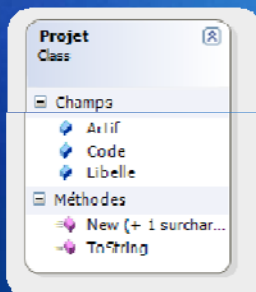 Projet
Class
Champs
Actif
Code
Libelle
Méthodes
New (+ 1 surchar...
ToString